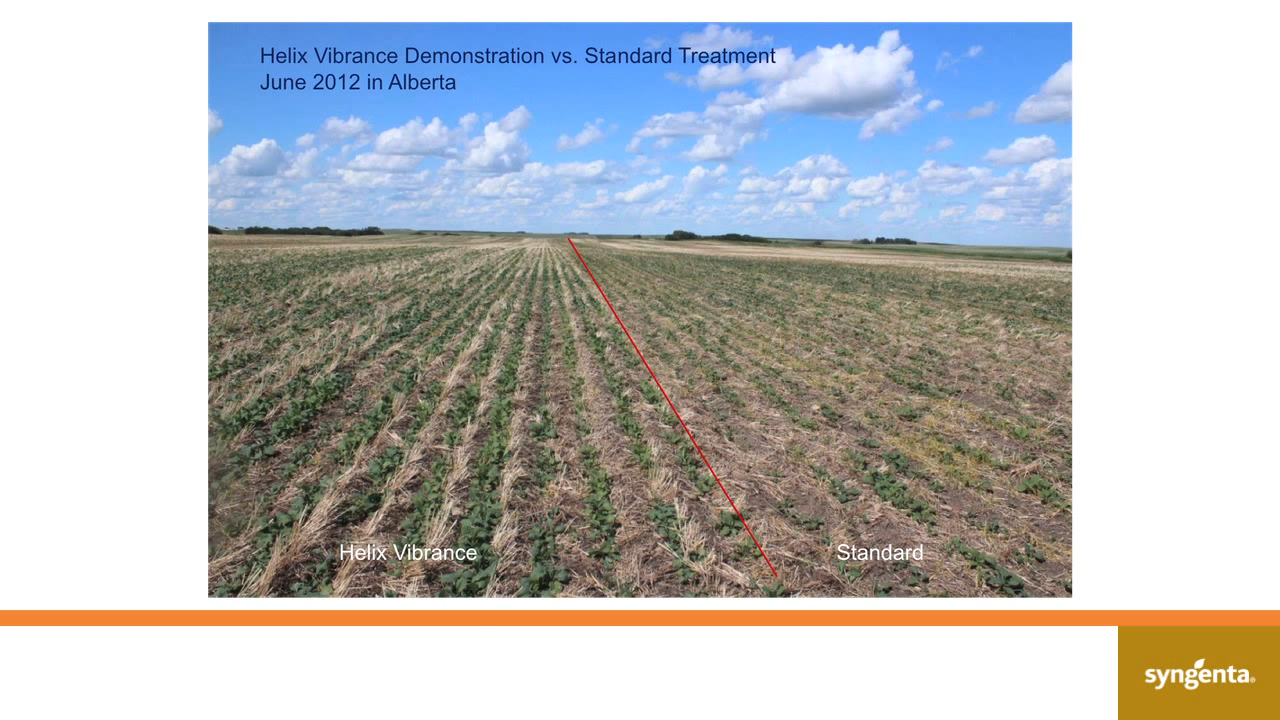 Helix Vibrance Demonstration vs. Standard Treatment
June 2012 in Alberta
Helix Vibrance
Standard
syngenta®